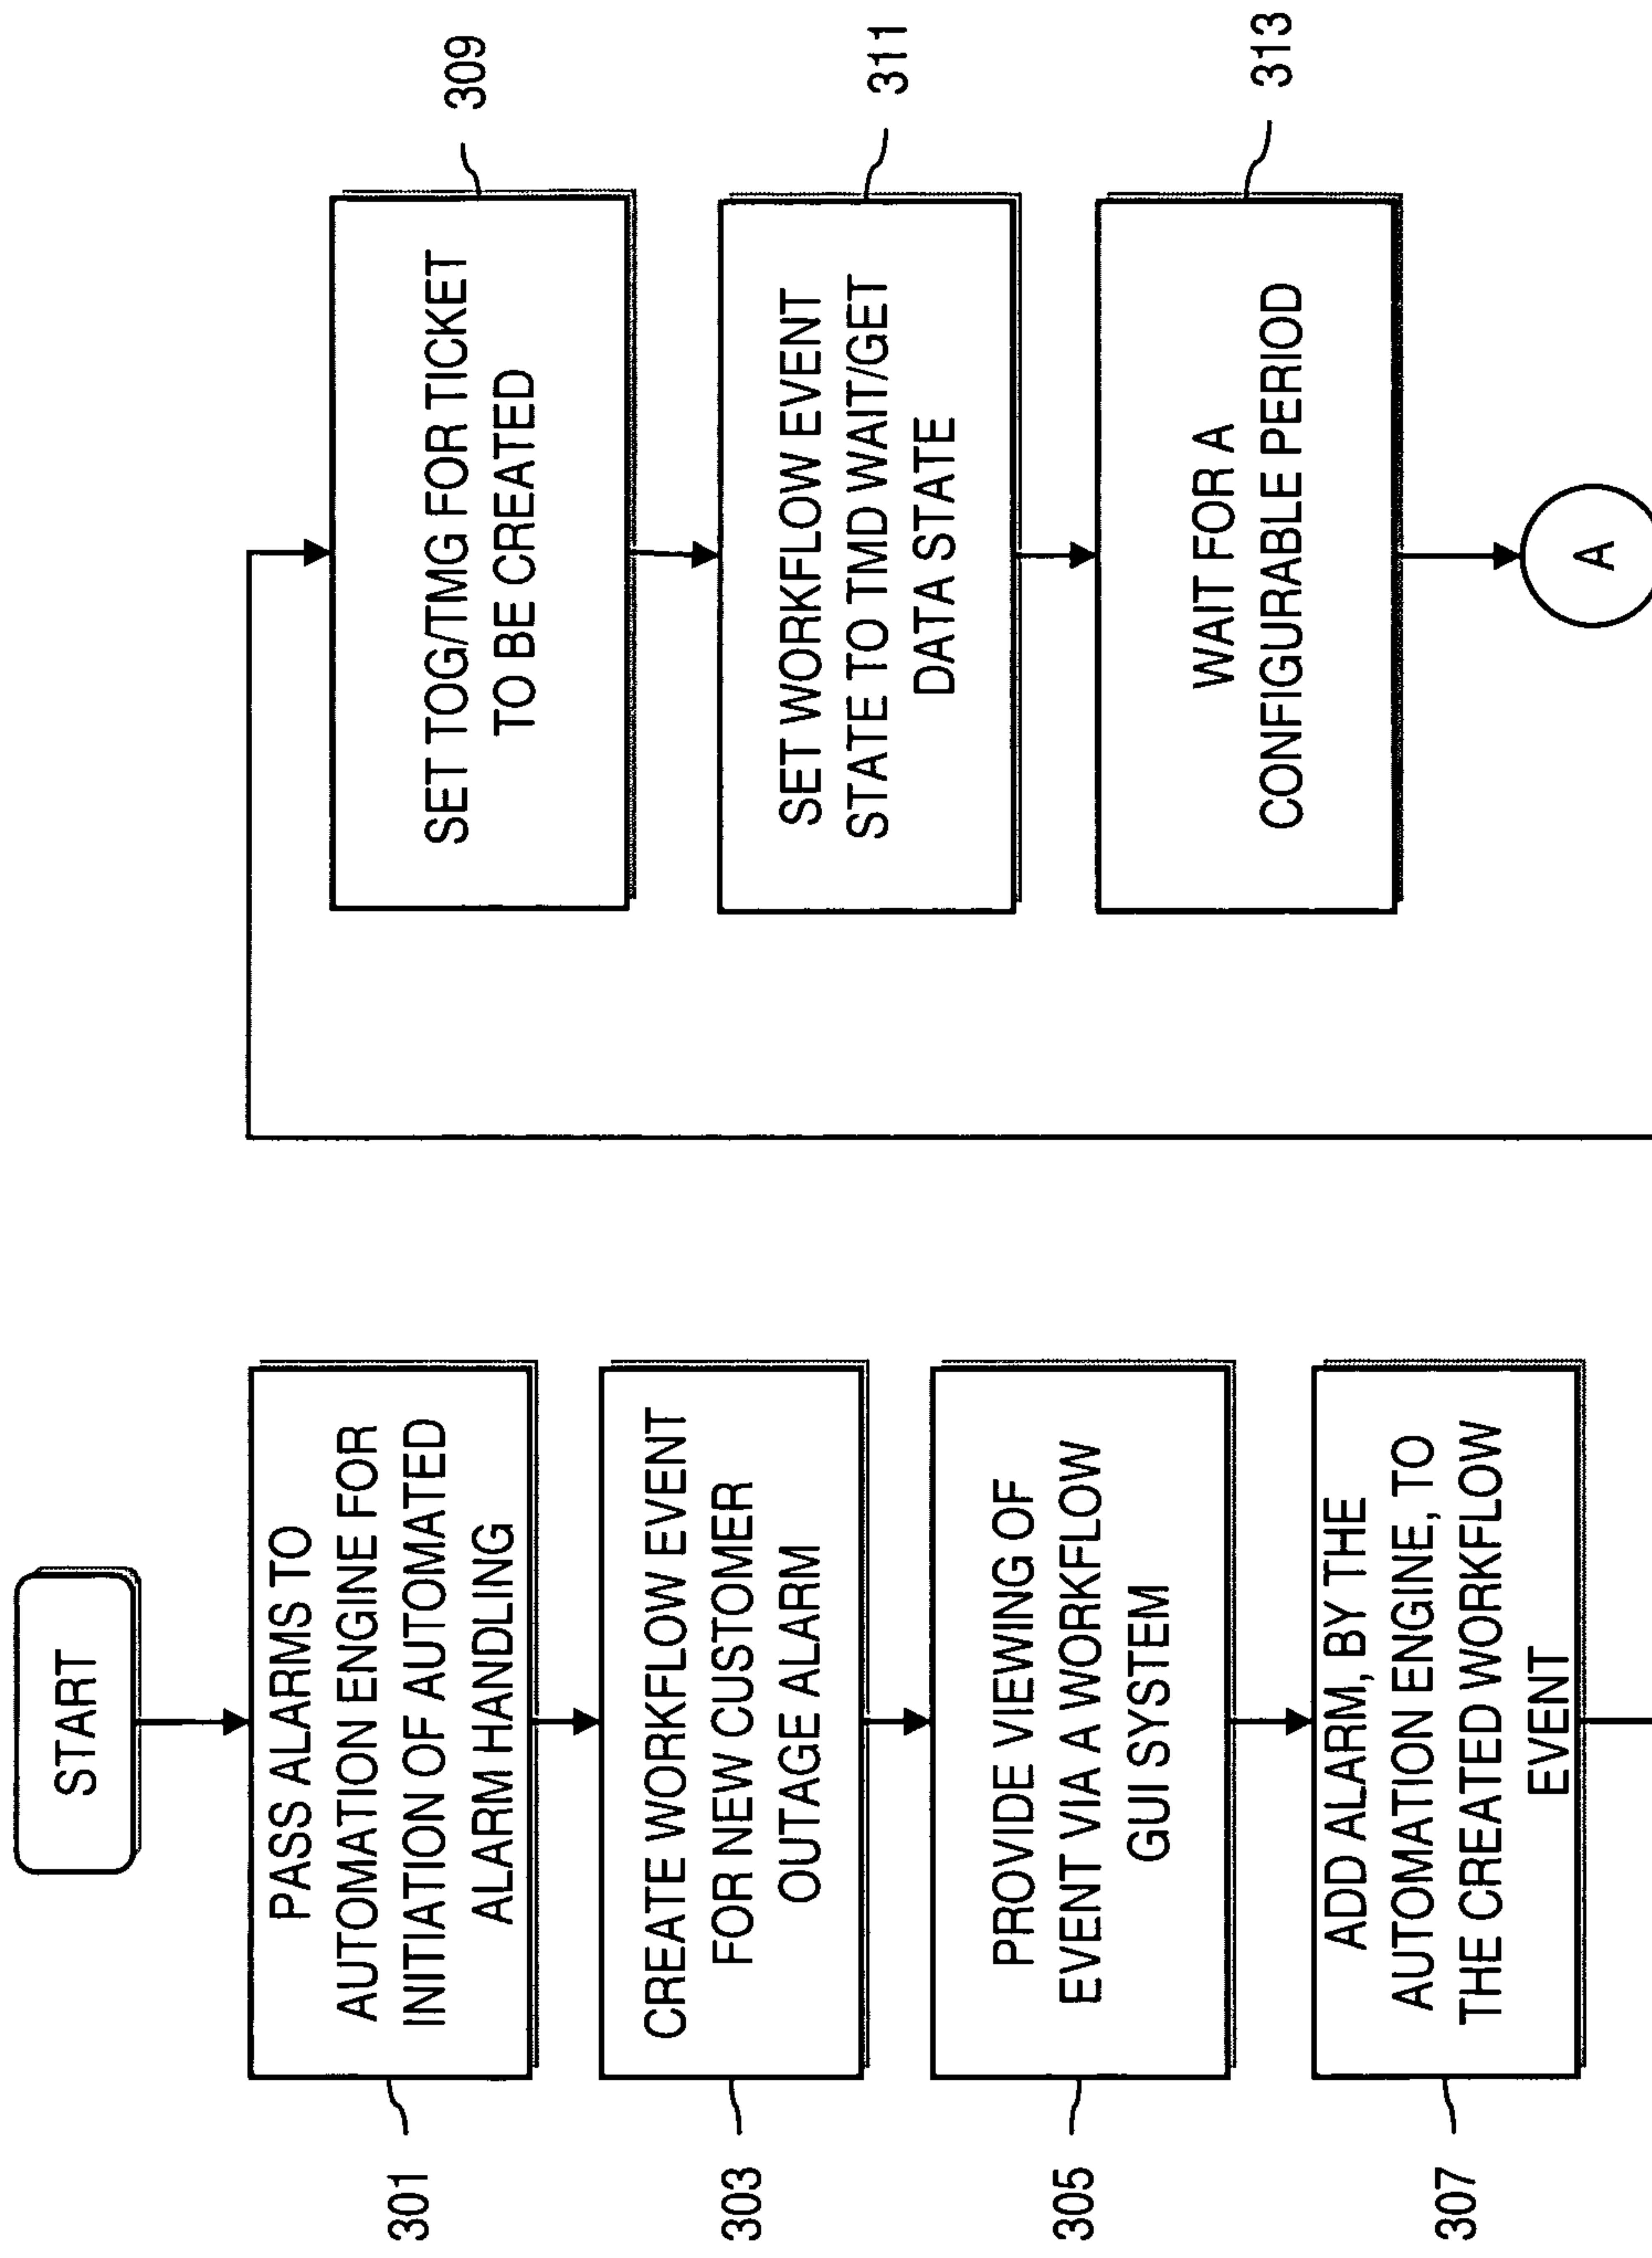 START
PASS ALARMS TO
AUTOMATION ENGINE FOR
INITIATION OF AUTOMATED
ALARM HANDLING
301
CREATE WORKFLOW EVENT
FOR NEW CUSTOMER
OUTAGE ALARM
303
PROVIDE VIEWING OF
EVENT VIA A WORKFLOW
GUI SYSTEM
305
ADD ALARM, BY THE
AUTOMATION ENGINE, TO
THE CREATED WORKFLOW
EVENT
307
SET TOG/TMG FOR TICKET
TO BE CREATED
309
SET WORKFLOW EVENT
STATE TO TMD WAIT/GET
DATA STATE
311
WAIT FOR A
CONFIGURABLE PERIOD
313
A